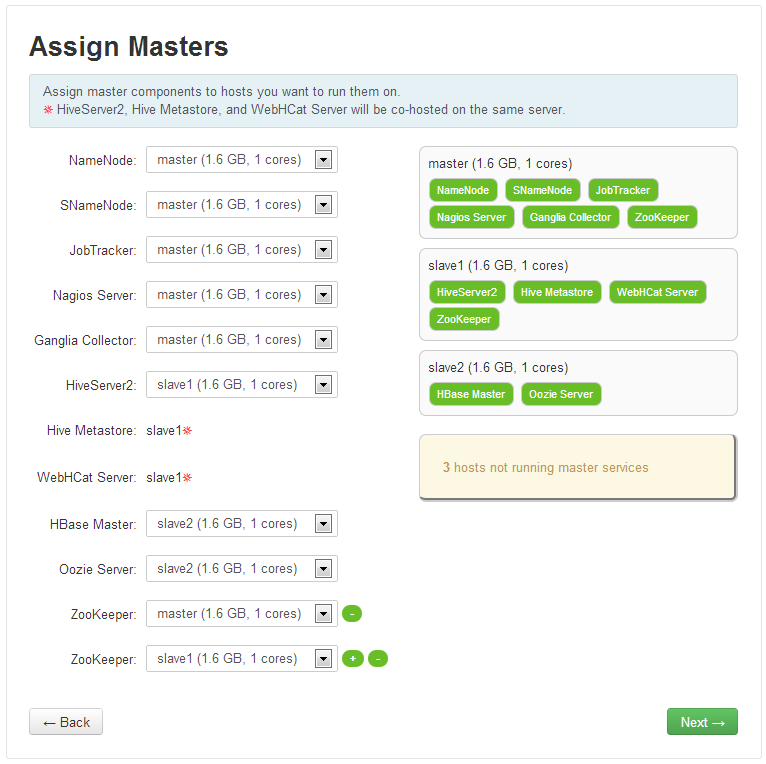 Assign Masters
Assign master components to hosts you want to run them on.
⁕ HiveServer2, Hive Metastore, and WebHCat Server will be co-hosted on the same server.
NameNode: master (1.6 GB, 1 cores)
SNameNode: master (1.6 GB, 1 cores)
JobTracker: master (1.6 GB, 1 cores)
Nagios Server: master (1.6 GB, 1 cores)
Ganglia Collector: master (1.6 GB, 1 cores)
HiveServer2: slave1 (1.6 GB, 1 cores)
Hive Metastore: slave1⁕
WebHCat Server: slave1⁕
HBase Master: slave2 (1.6 GB, 1 cores)
Oozie Server: slave2 (1.6 GB, 1 cores)
ZooKeeper: master (1.6 GB, 1 cores) -
ZooKeeper: slave1 (1.6 GB, 1 cores) + -
master (1.6 GB, 1 cores)
NameNode SNameNode JobTracker
Nagios Server Ganglia Collector ZooKeeper
slave1 (1.6 GB, 1 cores)
HiveServer2 Hive Metastore WebHCat Server
ZooKeeper
slave2 (1.6 GB, 1 cores)
HBase Master Oozie Server
3 hosts not running master services
← Back
Next →